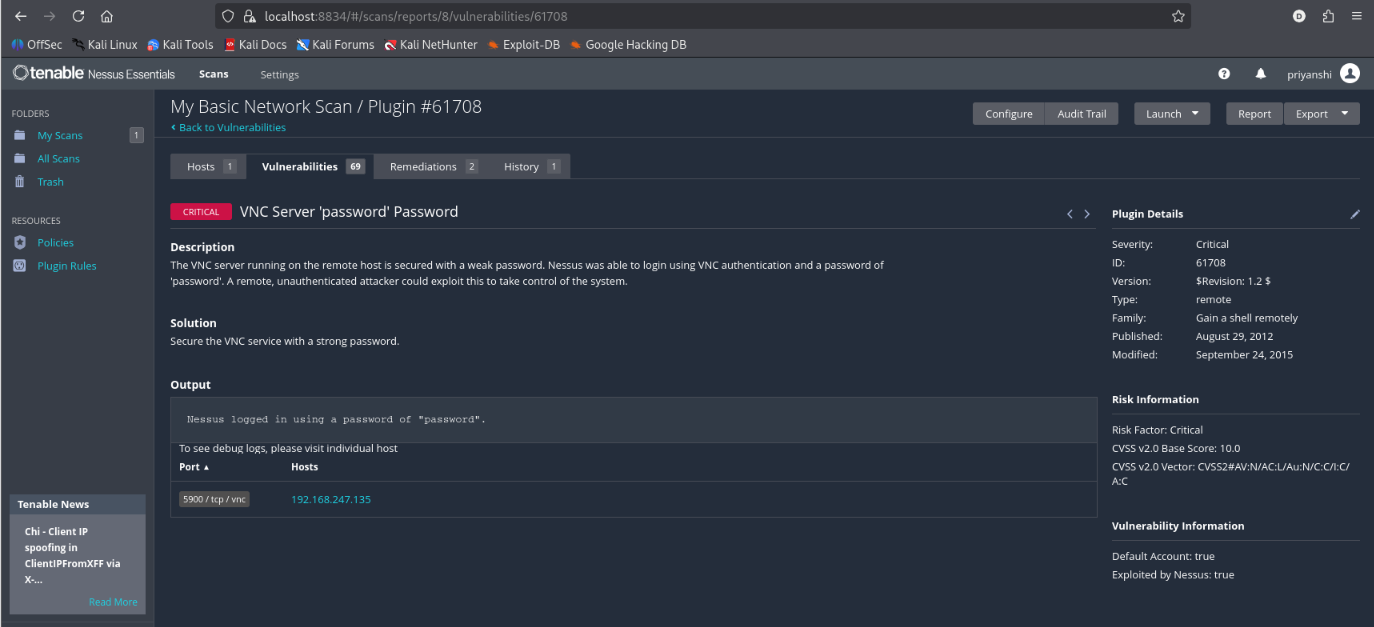 localhost:8834/#/scans/reports/8/vulnerabilities/61708
D
OffSec Kali Linux Kali Tools Kali Docs Kali Forums Kali NetHunter Exploit-DB Google Hacking DB
tenable Nessus Essentials Scans Settings ? priyanshi
FOLDERS
My Scans 1
All Scans
Trash
RESOURCES
Policies
Plugin Rules
Tenable News
Chi - Client IP
spoofing in
ClientIPFromXFF via
X-...
Read More
My Basic Network Scan / Plugin #61708
Back to Vulnerabilities
Configure Audit Trail Launch Report Export
Hosts 1 Vulnerabilities 69 Remediations 2 History 1
CRITICAL VNC Server 'password' Password
Description
The VNC server running on the remote host is secured with a weak password. Nessus was able to login using VNC authentication and a password of
'password'. A remote, unauthenticated attacker could exploit this to take control of the system.
Solution
Secure the VNC service with a strong password.
Output
Nessus logged in using a password of "password".
To see debug logs, please visit individual host
Port Hosts
5900 / tcp / vnc 192.168.247.135
Plugin Details
Severity: Critical
ID: 61708
Version: $Revision: 1.2 $
Type: remote
Family: Gain a shell remotely
Published: August 29, 2012
Modified: September 24, 2015
Risk Information
Risk Factor: Critical
CVSS v2.0 Base Score: 10.0
CVSS v2.0 Vector: CVSS2#AV:N/AC:L/Au:N/C:C/I:C/
A:C
Vulnerability Information
Default Account: true
Exploited by Nessus: true